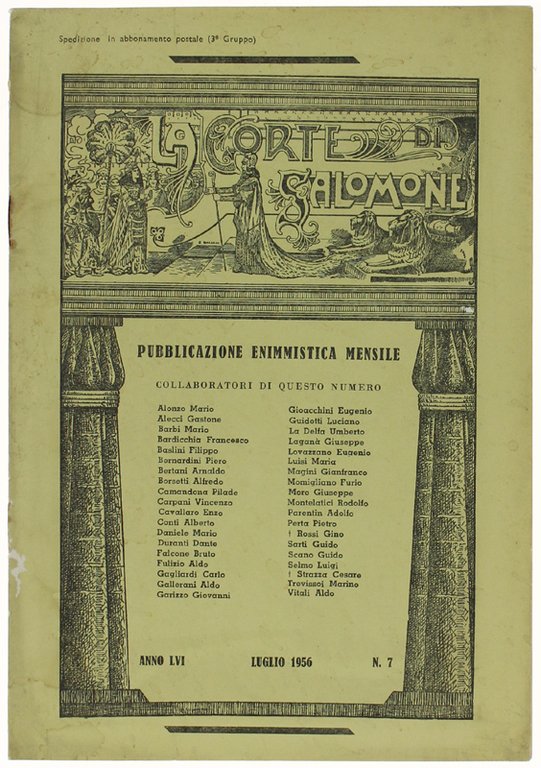 Spedizione in abbonamento postale (3º Gruppo)
LA CORTE DI
SALOMONE
PUBBLICAZIONE ENIMMISTICA MENSILE
COLLABORATORI DI QUESTO NUMERO
Alonzo Mario
Alecci Gastone
Barbi Mario
Bardicchia Francesco
Baslini Filippo
Bernardini Piero
Bertani Arnaldo
Borsetti Alfredo
Camandona Pilade
Carpani Vincenzo
Cavallaro Enzo
Conti Alberto
Daniele Mario
Duranti Dante
Falcone Bruto
Fulizio Aldo
Gagliardi Carlo
Gallerani Aldo
Garizzo Giovanni
Gioacchini Eugenio
Guidotti Luciano
La Delfa Umberto
Laganà Giuseppe
Lovazzano Eugenio
Luisi Maria
Magini Gianfranco
Momigliano Furio
Moro Giuseppe
Montelatici Rodolfo
Parentin Adolfo
Perta Pietro
† Rossi Gino
Sarti Guido
Scano Guido
Selmo Luigi
† Strazza Cesare
Trovissoi Marino
Vitali Aldo
ANNO LVI LUGLIO 1956 N. 7